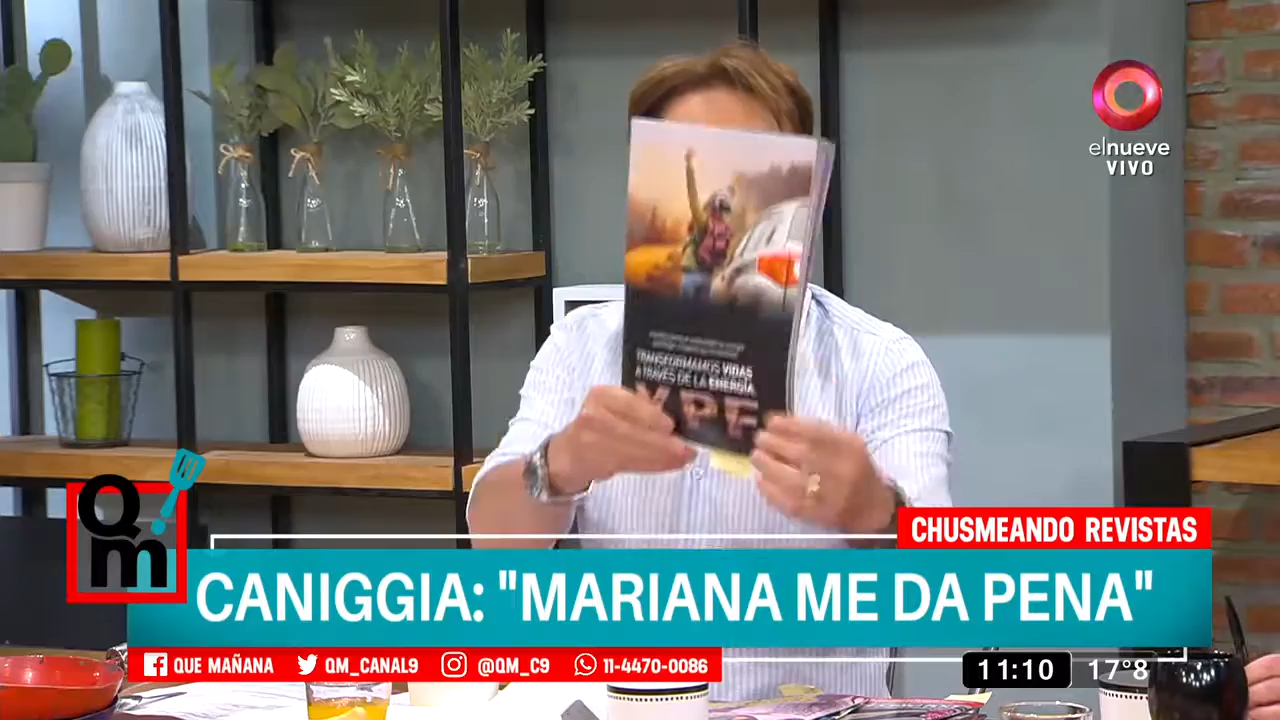 elnueve
VIVO
TRANSFORMAMOS VIDAS
A TRAVÉS DE LA ENERGÍA
YPF
QM
CHUSMEANDO REVISTAS
CANIGGIA: "MARIANA ME DA PENA"
QUE MAÑANA QM_CANAL9 @QM_C9 11-4470-0086
11:10 17°8